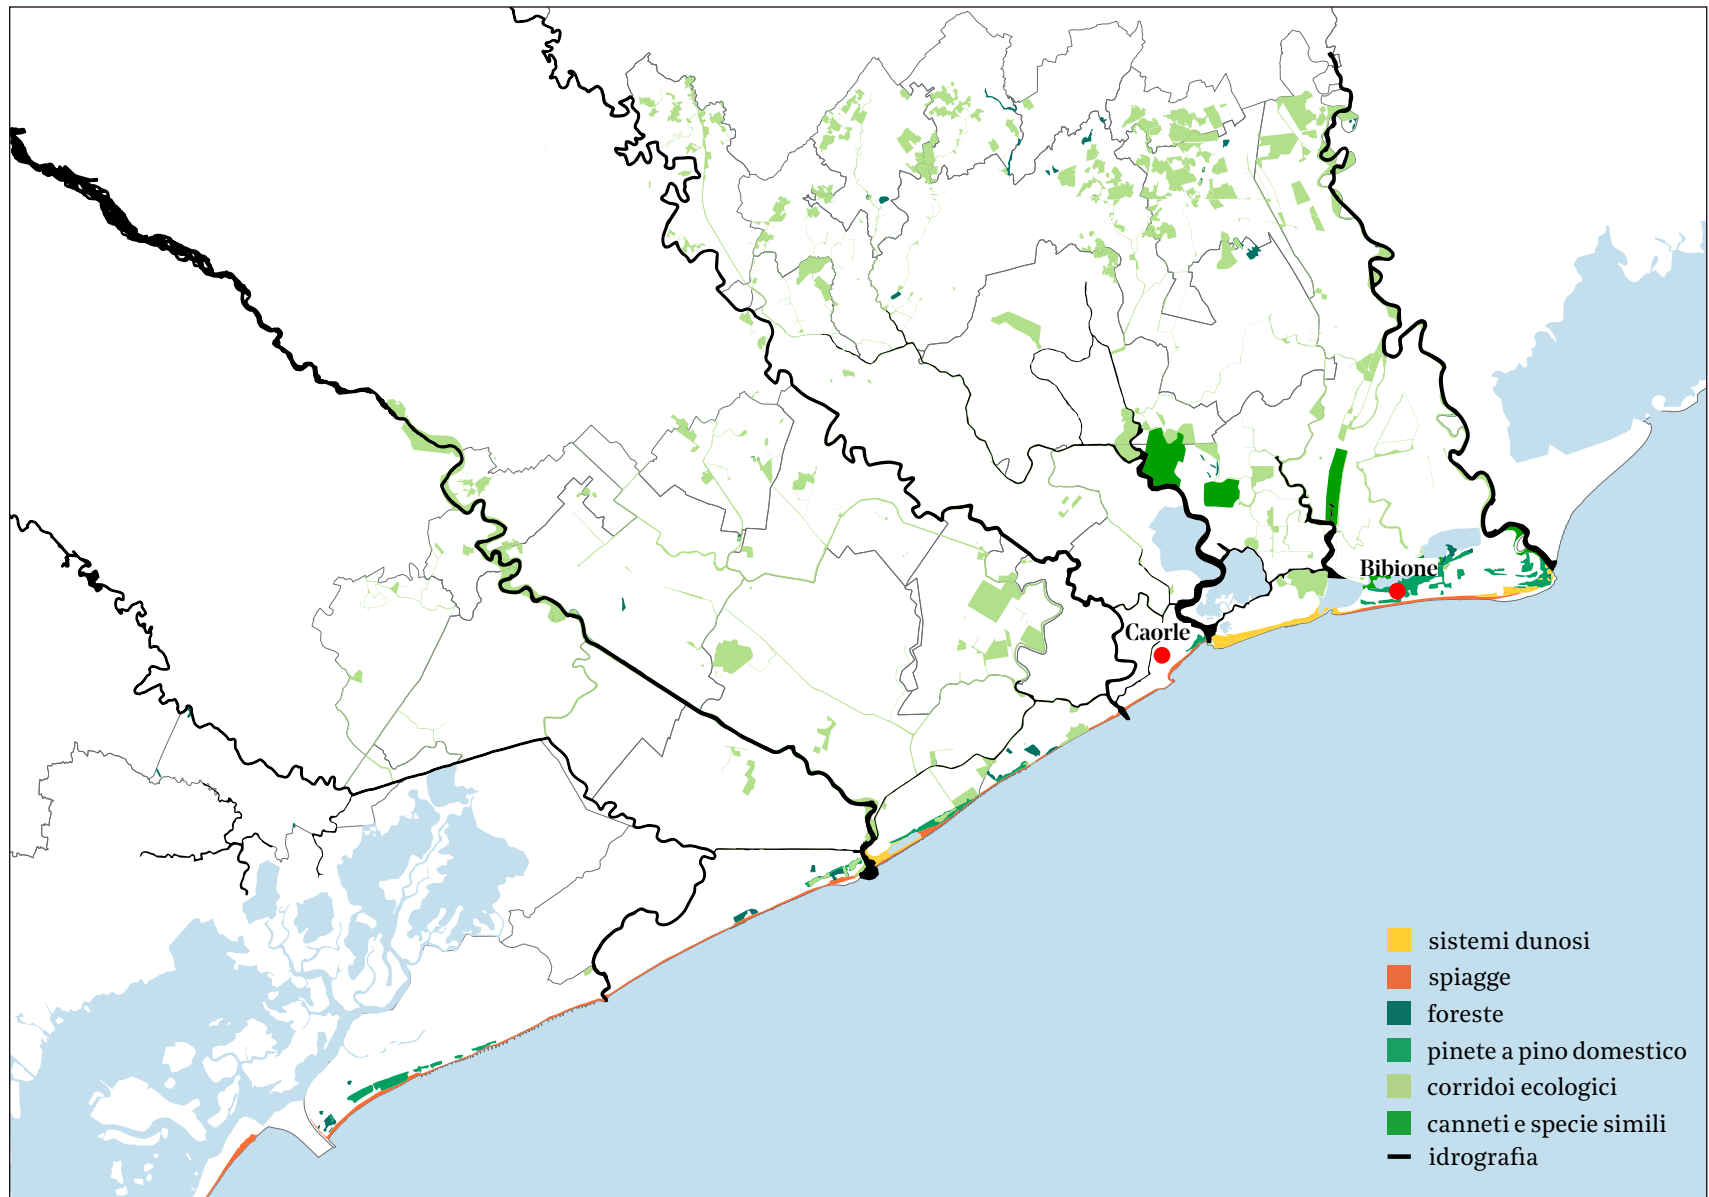 Bibione
Caorle
sistemi dunosi
spiagge
foreste
pinete a pino domestico
corridoi ecologici
canneti e specie simili
idrografia